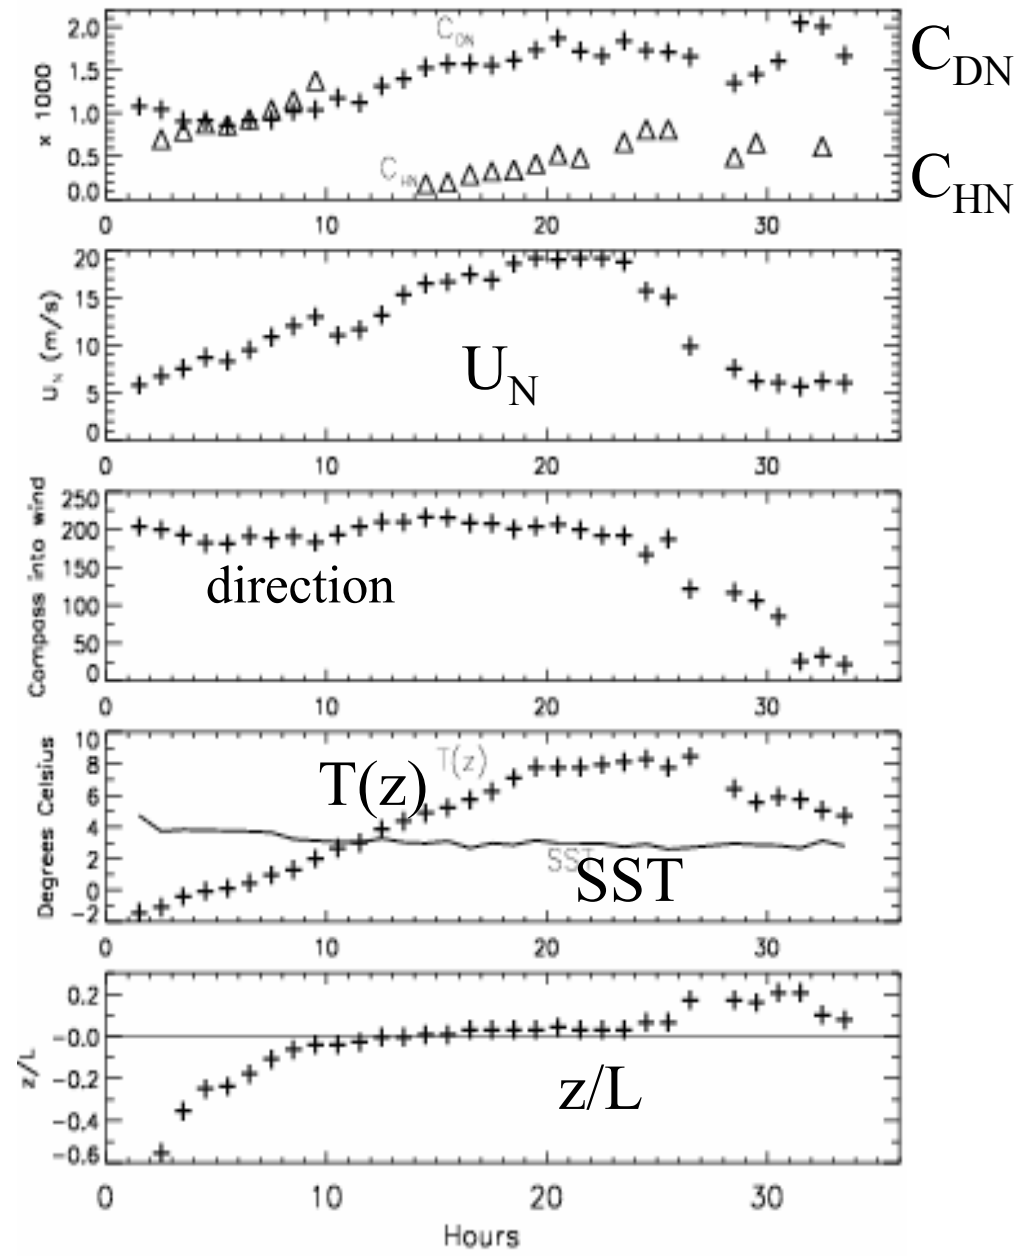 2.0
1.5
1.0
0.5
0.0
x 1000
C_DN
C_HN
C_DN
C_HN
0 10 20 30
20
15
10
5
0
U_N (m/s)
U_N
0 10 20 30
250
200
150
100
50
0
Compass into wind
direction
0 10 20 30
10
8
6
4
2
0
−2
Degrees Celsius
T(z)
T(z)
SST
SST
0 10 20 30
0.2
−0.0
−0.2
−0.4
−0.6
z/L
z/L
0 10 20 30
Hours